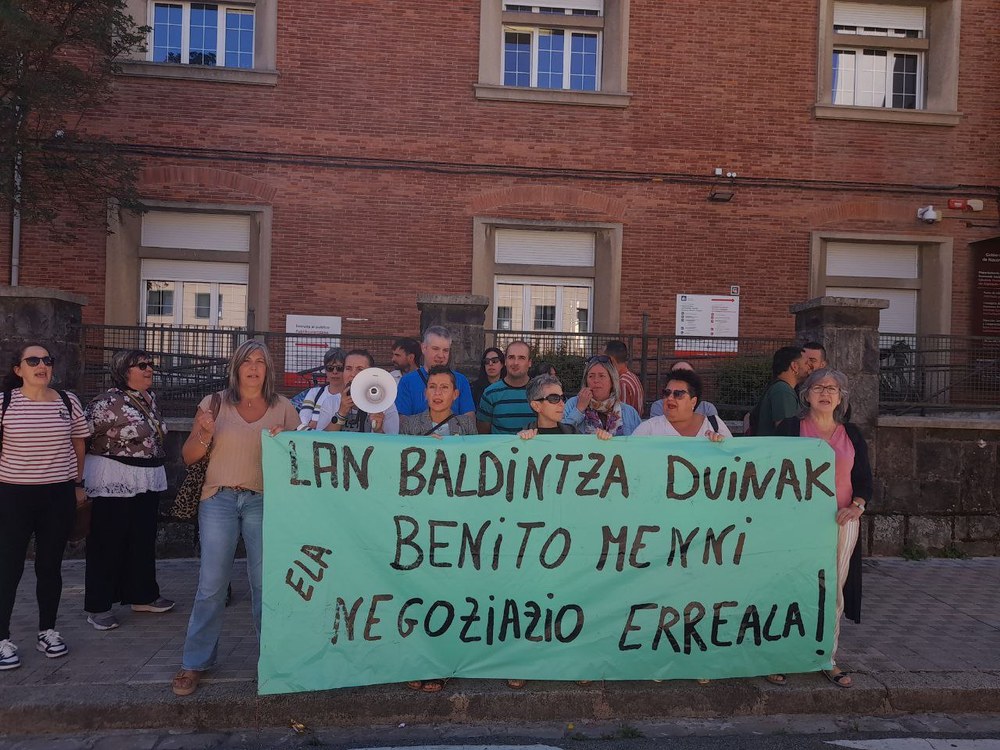 LAN BALDINTZA DUINAK
BENITO MENNI
ELA
NEGOZIAZIO ERREALA!